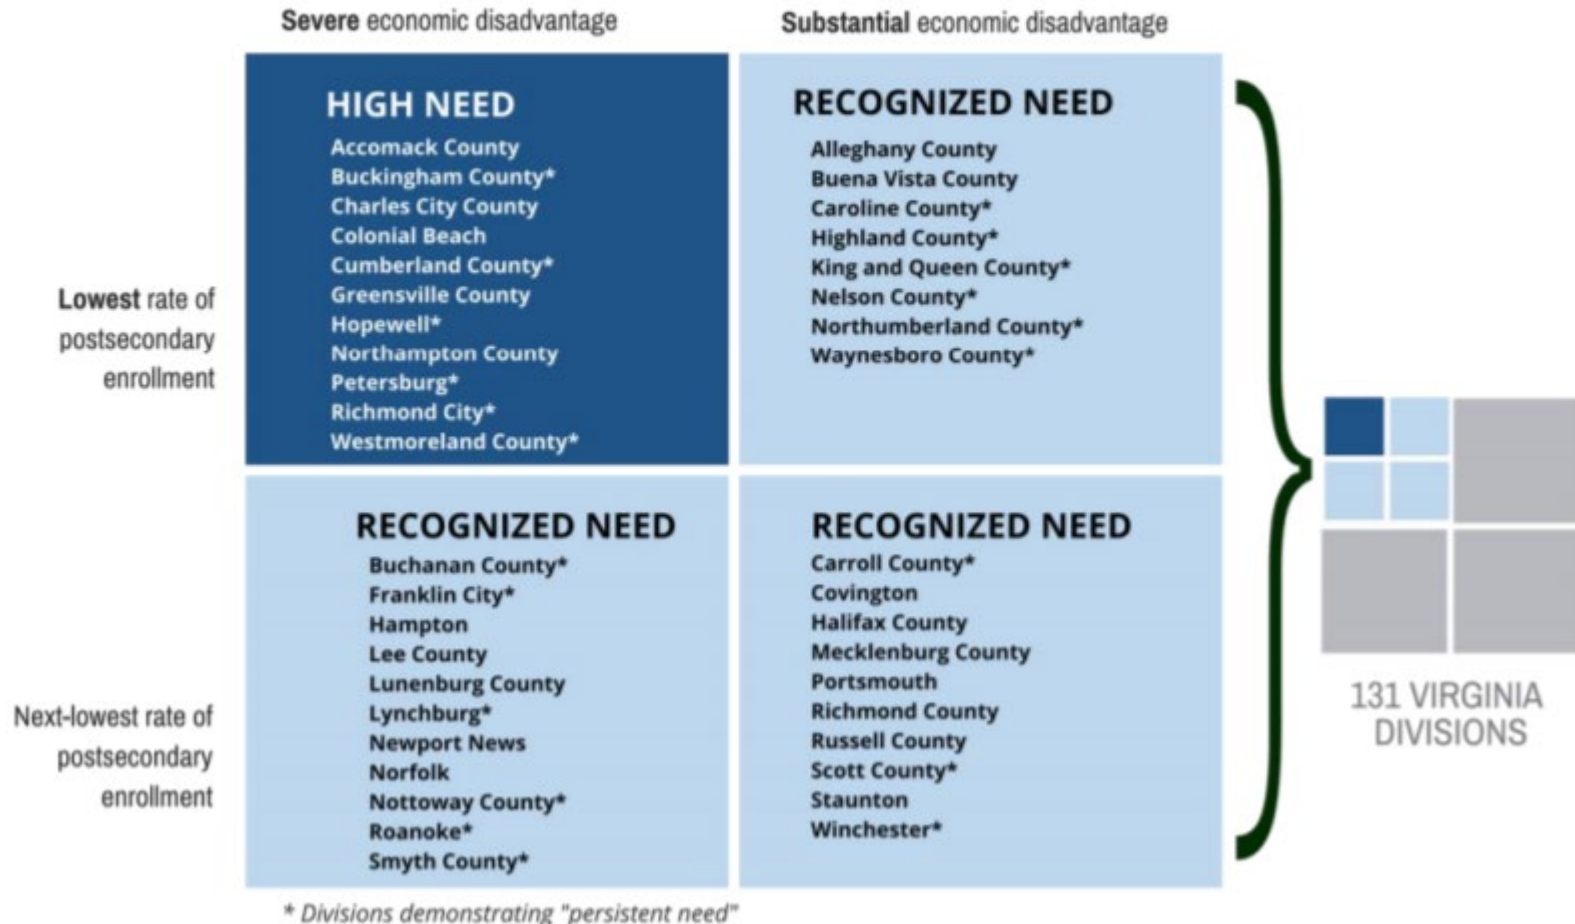 Severe economic disadvantage
Substantial economic disadvantage
Lowest rate of
postsecondary
enrollment
HIGH NEED
Accomack County
Buckingham County*
Charles City County
Colonial Beach
Cumberland County*
Greensville County
Hopewell*
Northampton County
Petersburg*
Richmond City*
Westmoreland County*
RECOGNIZED NEED
Alleghany County
Buena Vista County
Caroline County*
Highland County*
King and Queen County*
Nelson County*
Northumberland County*
Waynesboro County*
Next-lowest rate of
postsecondary
enrollment
RECOGNIZED NEED
Buchanan County*
Franklin City*
Hampton
Lee County
Lunenburg County
Lynchburg*
Newport News
Norfolk
Nottoway County*
Roanoke*
Smyth County*
RECOGNIZED NEED
Carroll County*
Covington
Halifax County
Mecklenburg County
Portsmouth
Richmond County
Russell County
Scott County*
Staunton
Winchester*
131 VIRGINIA
DIVISIONS
* Divisions demonstrating "persistent need"